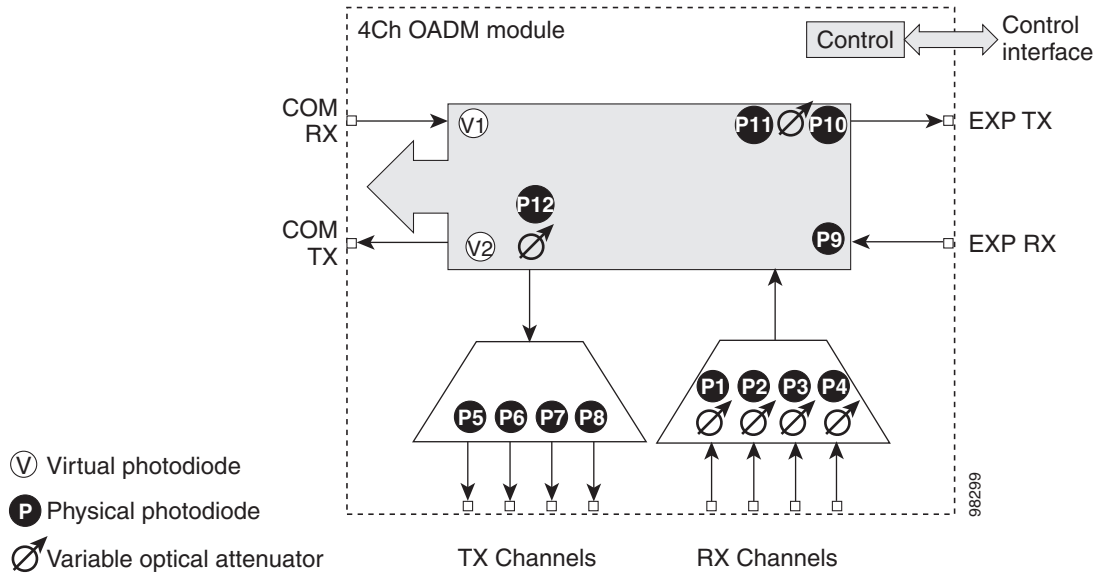 4Ch OADM module
Control
Control
interface
COM
RX
V1
P11
P10
EXP TX
P12
COM
TX
V2
P9
EXP RX
P1
P2
P3
P4
P5
P6
P7
P8
V Virtual photodiode
P Physical photodiode
Variable optical attenuator
TX Channels
RX Channels
98299